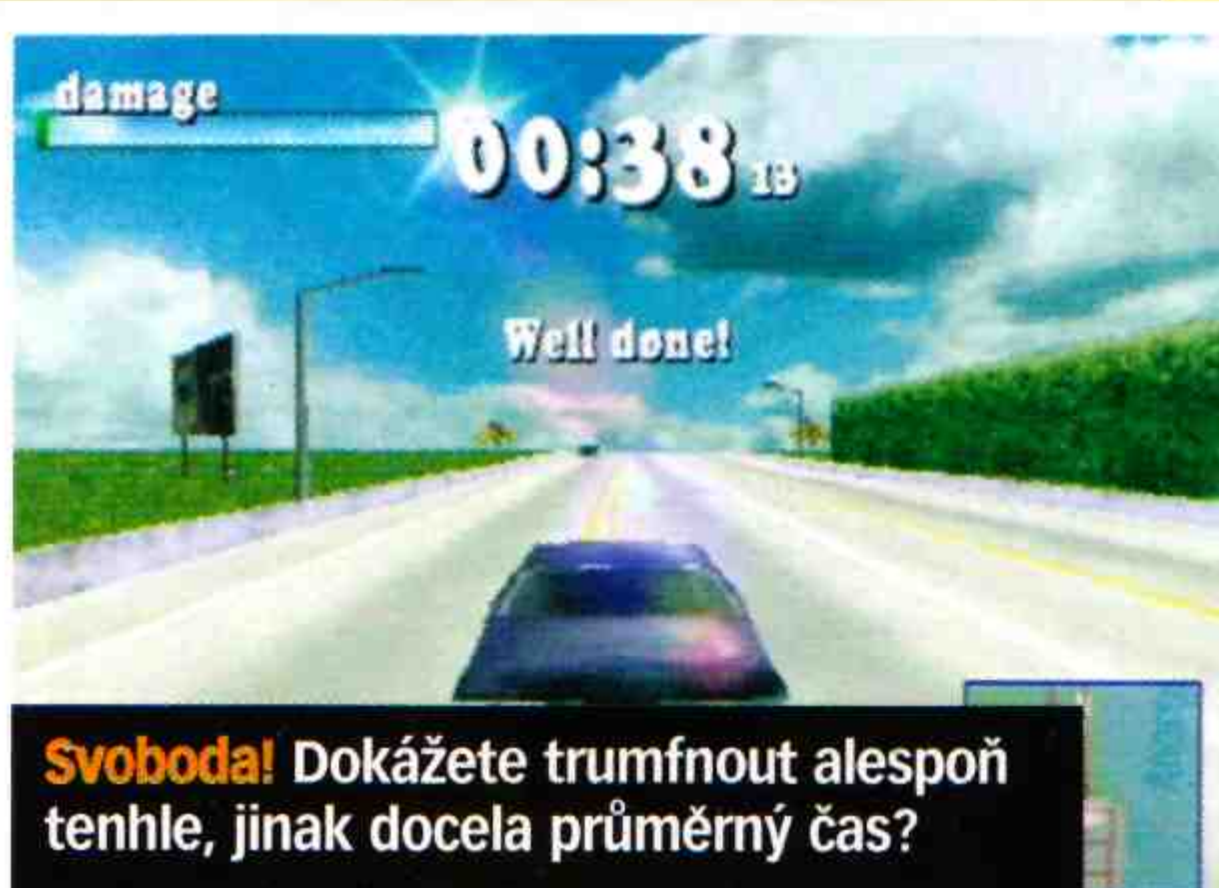 damage
00:38 13
Well done!
Svoboda! Dokážete trumfnout alespoň
tenhle, jinak docela průměrný čas?